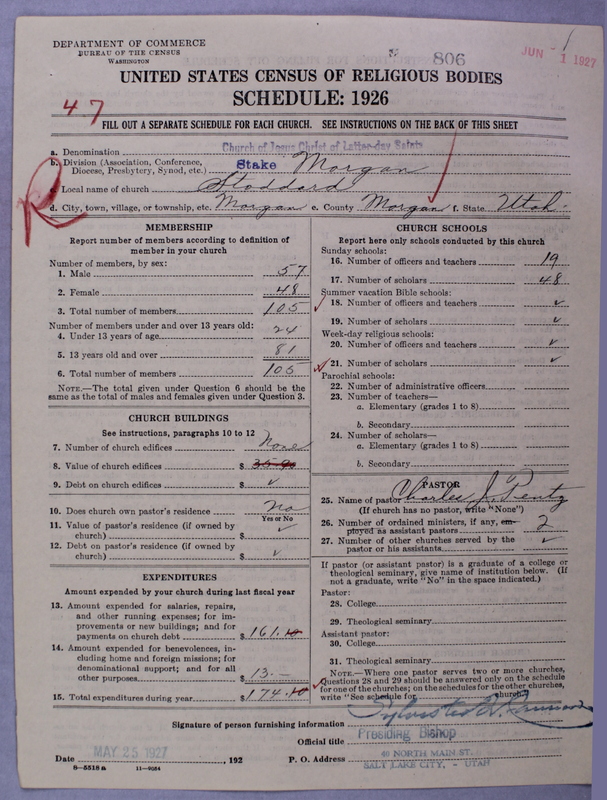 DEPARTMENT OF COMMERCE
BUREAU OF THE CENSUS
WASHINGTON
806
JUN - 1 1927
UNITED STATES CENSUS OF RELIGIOUS BODIES
SCHEDULE: 1926
47
FILL OUT A SEPARATE SCHEDULE FOR EACH CHURCH. SEE INSTRUCTIONS ON THE BACK OF THIS SHEET
a. Denomination Church of Jesus Christ of Latter-day Saints
b. Division (Association, Conference, Diocese, Presbytery, Synod, etc.) Stake Morgan
c. Local name of church Stoddard
R
d. City, town, village, or township, etc. Morgan e. County Morgan f. State Utah
MEMBERSHIP
Report number of members according to definition of
member in your church
Number of members, by sex:
1. Male 57
2. Female 48
3. Total number of members 105
Number of members under and over 13 years old:
4. Under 13 years of age 24
5. 13 years old and over 81
6. Total number of members 105
NOTE.—The total given under Question 6 should be the
same as the total of males and females given under Question 3.
CHURCH BUILDINGS
See instructions, paragraphs 10 to 12
7. Number of church edifices None
8. Value of church edifices $
9. Debt on church edifices $ ✓
10. Does church own pastor's residence? No
Yes or No
11. Value of pastor's residence (if owned by
church) $ ✓
12. Debt on pastor's residence (if owned by
church) $ ✓
EXPENDITURES
Amount expended by your church during last fiscal year
13. Amount expended for salaries, repairs,
and other running expenses; for im-
provements or new buildings; and for
payments on church debt $ 161.10
14. Amount expended for benevolences, in-
cluding home and foreign missions; for
denominational support; and for all
other purposes $ 13.—
15. Total expenditures during year $ 174.10
CHURCH SCHOOLS
Report here only schools conducted by this church
Sunday schools:
16. Number of officers and teachers 19
17. Number of scholars 48
Summer vacation Bible schools:
18. Number of officers and teachers ✓
19. Number of scholars ✓
Week-day religious schools:
20. Number of officers and teachers ✓
21. Number of scholars ✓
Parochial schools:
22. Number of administrative officers
23. Number of teachers—
a. Elementary (grades 1 to 8)
b. Secondary
24. Number of scholars—
a. Elementary (grades 1 to 8)
b. Secondary
PASTOR
25. Name of pastor Charles J. Rentz
(If church has no pastor, write "None")
26. Number of ordained ministers, if any, em-
ployed as assistant pastors 2
27. Number of other churches served by the
pastor or his assistants ✓
If pastor (or assistant pastor) is a graduate of a college or
theological seminary, give name of institution below. (If
not a graduate, write "No" in the space indicated.)
Pastor:
28. College
29. Theological seminary
Assistant pastor:
30. College
31. Theological seminary
NOTE.—Where one pastor serves two or more churches,
Questions 28 and 29 should be answered only on the schedule
for one of the churches; on the schedules for the other churches,
write "See schedule for church."
Signature of person furnishing information Sylvester Q. Cannon
Official title Presiding Bishop
Date MAY 25 1927, 192 P. O. Address 40 NORTH MAIN ST.
SALT LAKE CITY, - UTAH
8—5518 a 11—9054